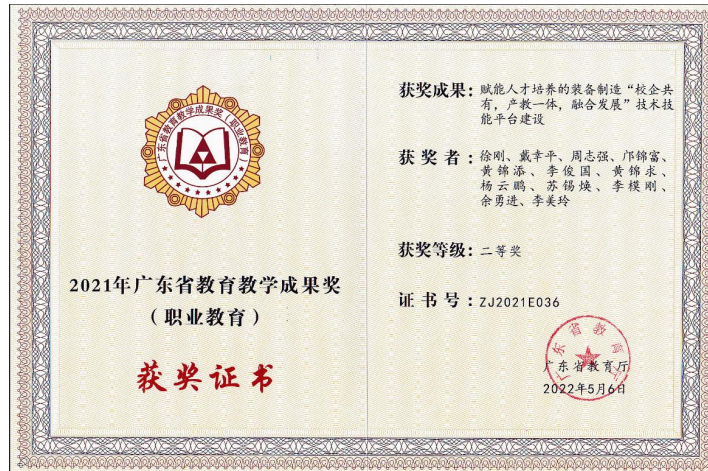 广东省教育教学成果奖（职业教育）
2021年广东省教育教学成果奖
（职业教育）
获奖证书
获奖成果：赋能人才培养的装备制造“校企共
有，产教一体，融合发展”技术技
能平台建设
获奖者：徐刚、戴幸平、周志强、邝锦富、
黄锦添、李俊国、黄锦求、
杨云鹏、苏锡焕、李模刚、
余勇进、李美玲
获奖等级：二等奖
证书号：ZJ2021E036
广东省教育厅
广东省教育厅
2022年5月6日